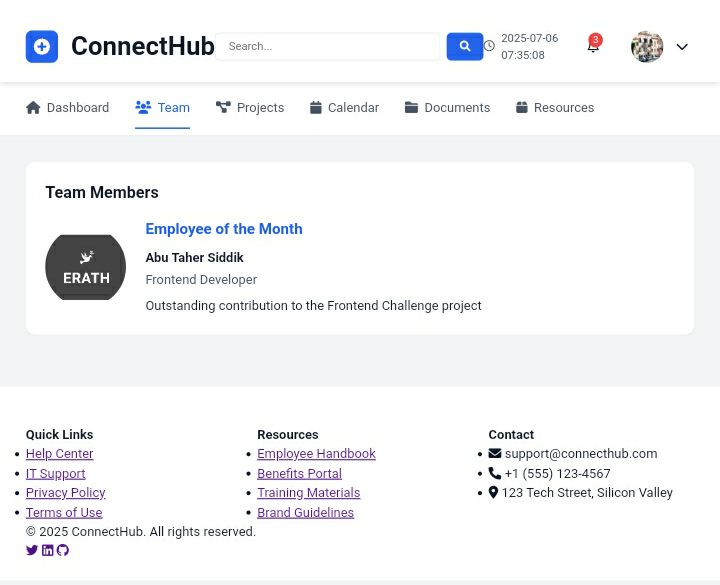 ConnectHub
Search...
2025-07-06
07:35:08
3
Dashboard
Team
Projects
Calendar
Documents
Resources
Team Members
ERATH
Employee of the Month
Abu Taher Siddik
Frontend Developer
Outstanding contribution to the Frontend Challenge project
Quick Links
Help Center
IT Support
Privacy Policy
Terms of Use
Resources
Employee Handbook
Benefits Portal
Training Materials
Brand Guidelines
Contact
support@connecthub.com
+1 (555) 123-4567
123 Tech Street, Silicon Valley
© 2025 ConnectHub. All rights reserved.